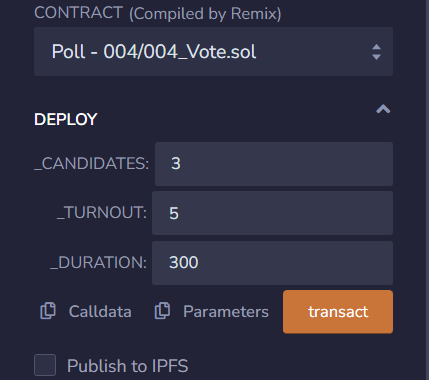 CONTRACT (Compiled by Remix)
Poll - 004/004_Vote.sol
DEPLOY
_CANDIDATES: 3
_TURNOUT: 5
_DURATION: 300
Calldata Parameters transact
Publish to IPFS